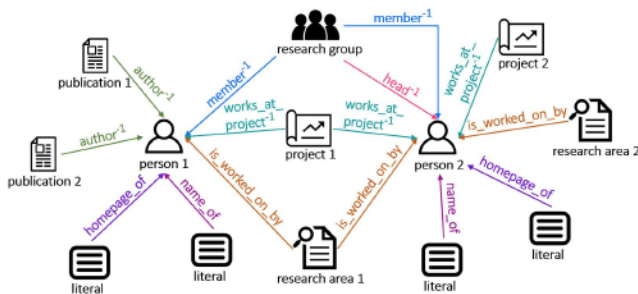 member⁻¹
research group
publication 1
author⁻¹
member⁻¹
head⁻¹
works_at_
project⁻¹
project 2
author⁻¹
works_at_
project⁻¹
works_at_
project⁻¹
is_worked_on_by
research area 2
publication 2
person 1
project 1
person 2
homepage_of
name_of
is_worked_on_by
is_worked_on_by
name_of
homepage_of
literal
literal
research area 1
literal
literal